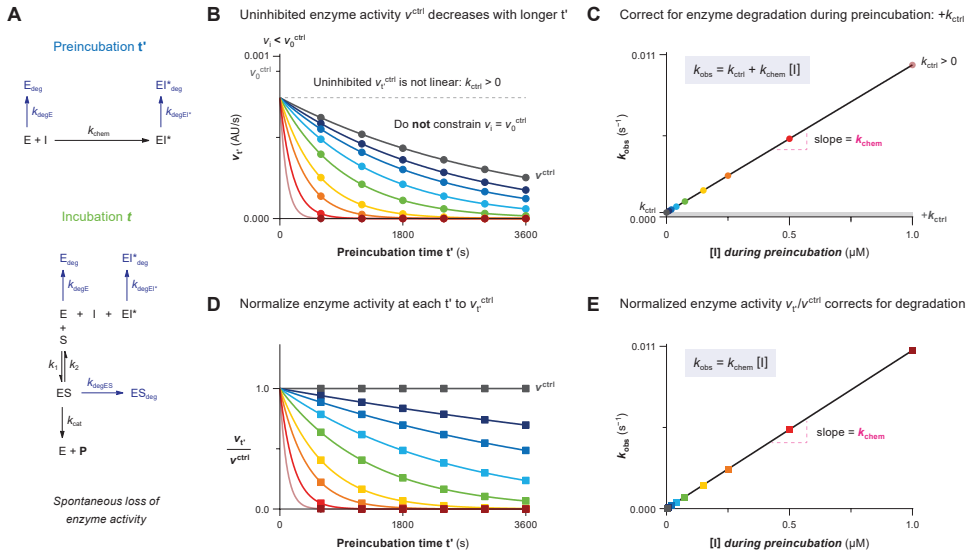 A
Preincubation t'
E_deg
EI*_deg
k_degE
k_degEI*
k_chem
E + I
EI*
Incubation t
E_deg
EI*_deg
k_degE
k_degEI*
E + I + EI*
+
S
k_1
k_2
k_degES
ES
ES_deg
k_cat
E + P
Spontaneous loss of
enzyme activity
B
Uninhibited enzyme activity v^ctrl decreases with longer t'
v_i < v_0^ctrl
0.001
v_0^ctrl
Uninhibited v_t'^ctrl is not linear: k_ctrl > 0
Do not constrain v_i = v_0^ctrl
v_t' (AU/s)
v^ctrl
0.000
0
1800
3600
Preincubation time t' (s)
C
Correct for enzyme degradation during preincubation: +k_ctrl
0.011
k_ctrl > 0
k_obs = k_ctrl + k_chem [I]
k_obs (s⁻¹)
slope = k_chem
k_ctrl
0.000
+k_ctrl
0
0.5
1.0
[I] during preincubation (µM)
D
Normalize enzyme activity at each t' to v_t'^ctrl
1.0
v^ctrl
v_t'
v^ctrl
0.0
0
1800
3600
Preincubation time t' (s)
E
Normalized enzyme activity v_t'/v^ctrl corrects for degradation
0.011
k_obs = k_chem [I]
k_obs (s⁻¹)
slope = k_chem
0.000
0
0.5
1.0
[I] during preincubation (µM)